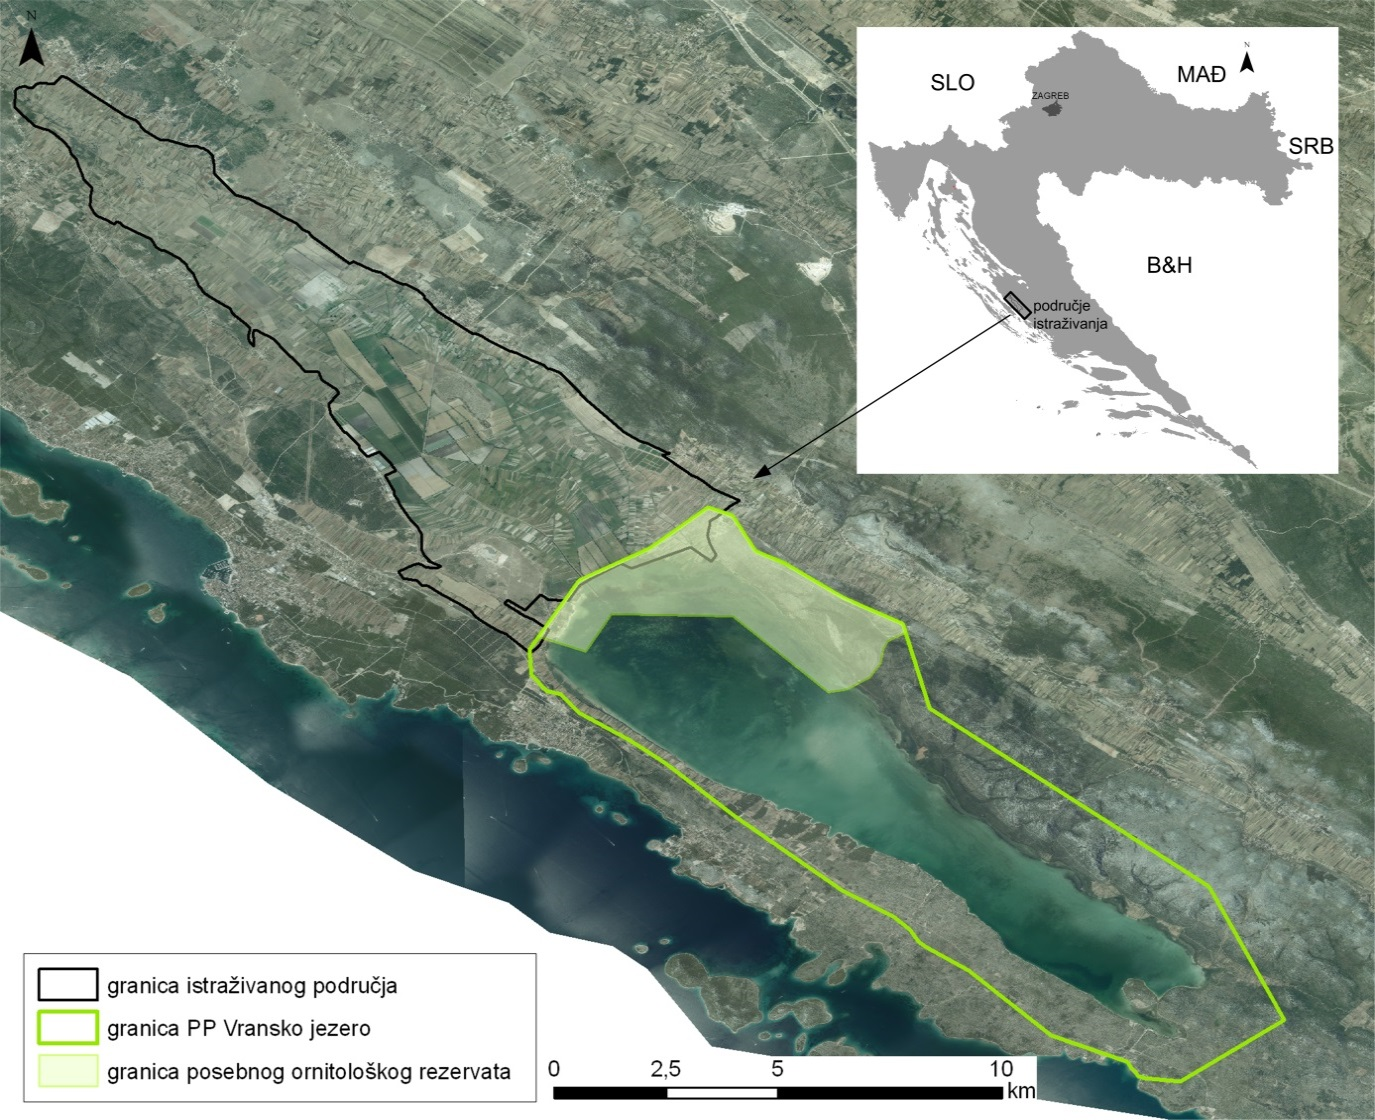 N
N
SLO
MAĐ
ZAGREB
SRB
B&H
područje
istraživanja
granica istraživanog područja
granica PP Vransko jezero
granica posebnog ornitološkog rezervata
0 2,5 5 10
km